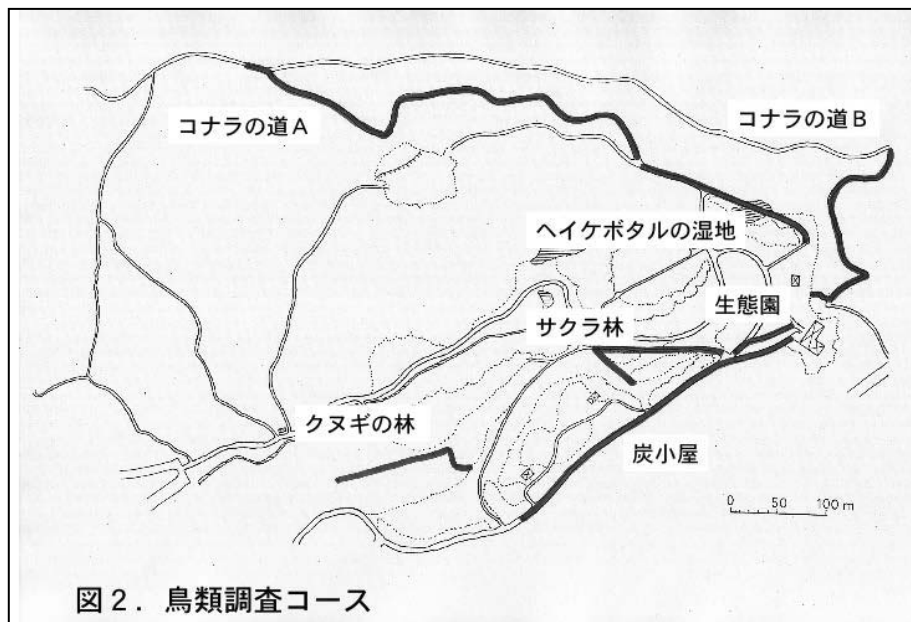 コナラの道A
コナラの道B
ヘイケボタルの湿地
生態園
サクラ林
クヌギの林
炭小屋
0 50 100 m
図2. 鳥類調査コース